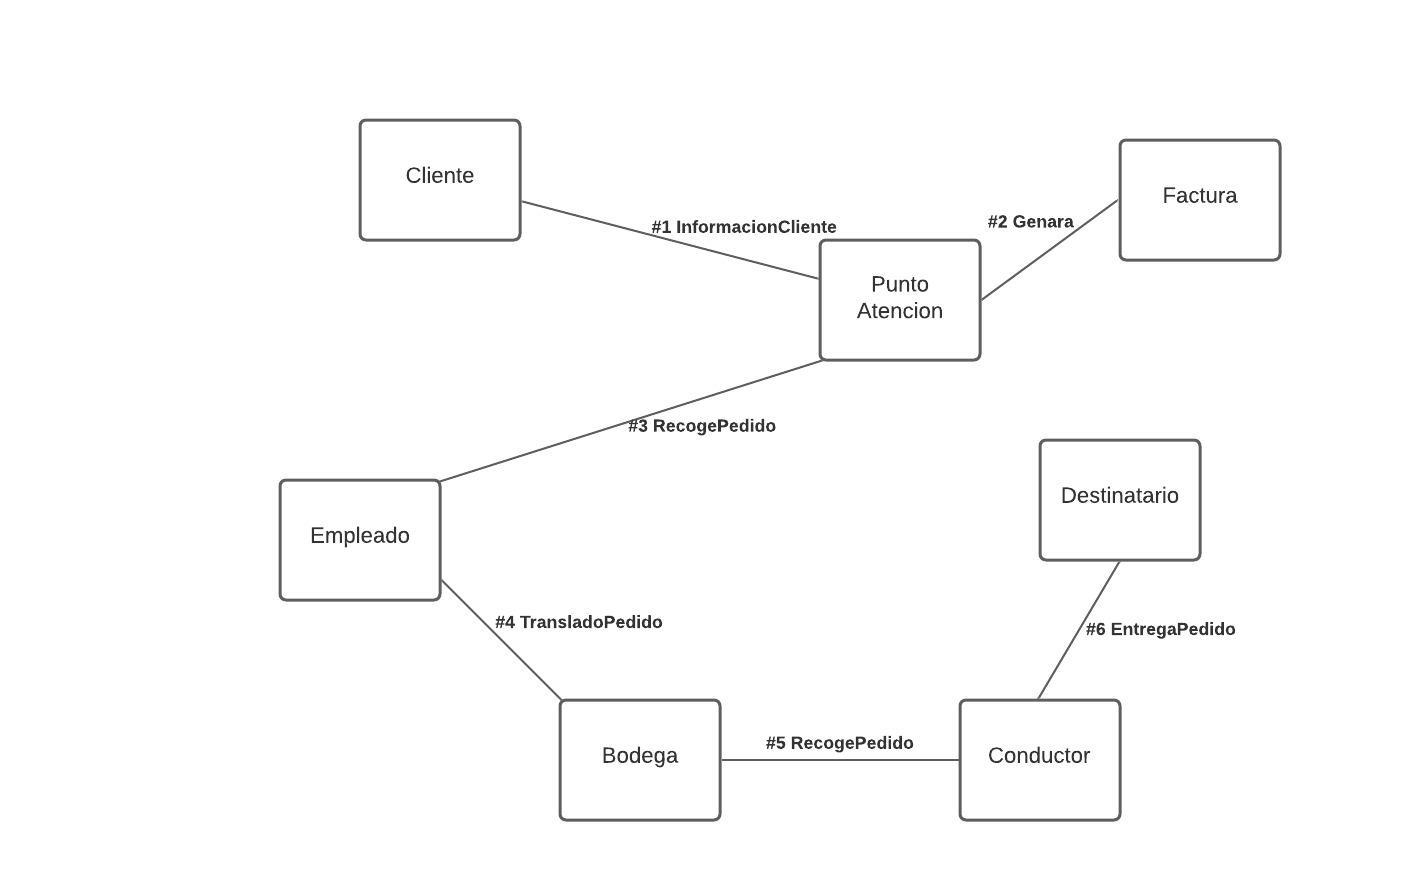 Cliente
Factura
#1 InformacionCliente
#2 Genara
Punto
Atencion
#3 RecogePedido
Destinatario
Empleado
#4 TransladoPedido
#6 EntregaPedido
#5 RecogePedido
Bodega
Conductor